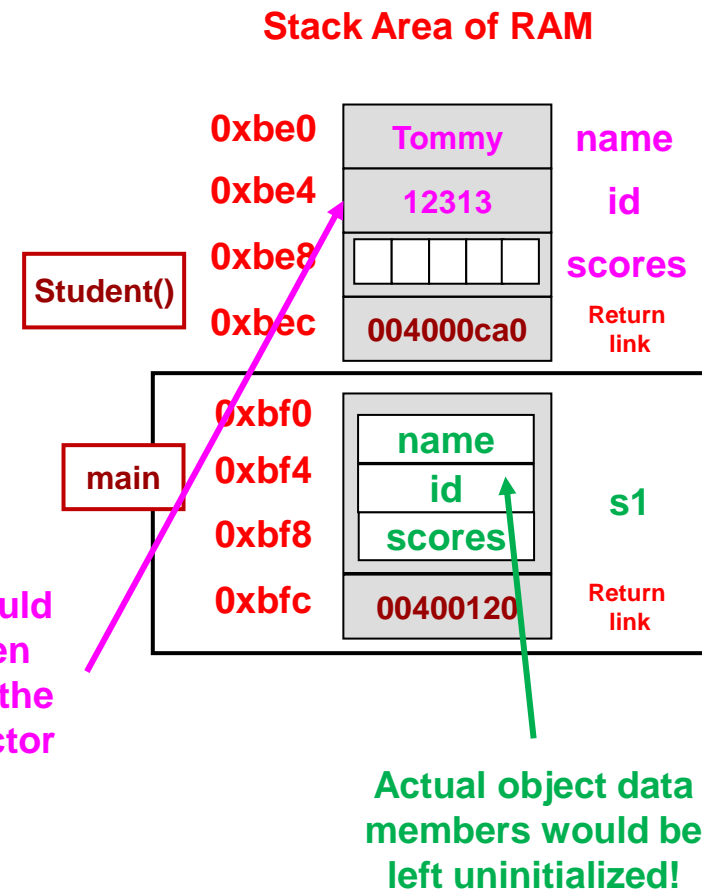 Stack Area of RAM
0xbe0 Tommy name
0xbe4 12313 id
0xbe8 scores
Student()
0xbec 004000ca0 Return link
0xbf0 name
main 0xbf4 id s1
0xbf8 scores
0xbfc 00400120 Return link
the
Actual object data
members would be
left uninitialized!